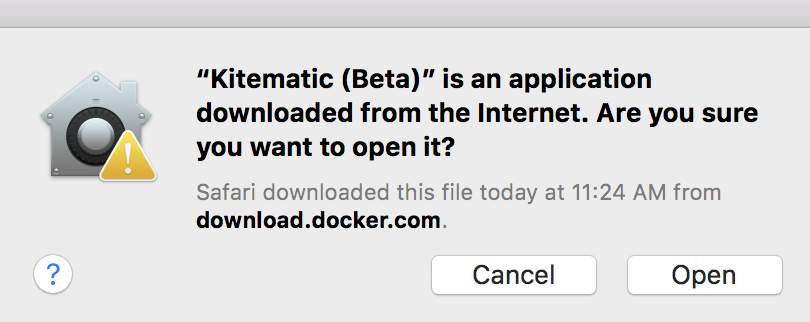 “Kitematic (Beta)” is an application
downloaded from the Internet. Are you sure
you want to open it?
Safari downloaded this file today at 11:24 AM from
download.docker.com.
?
Cancel
Open